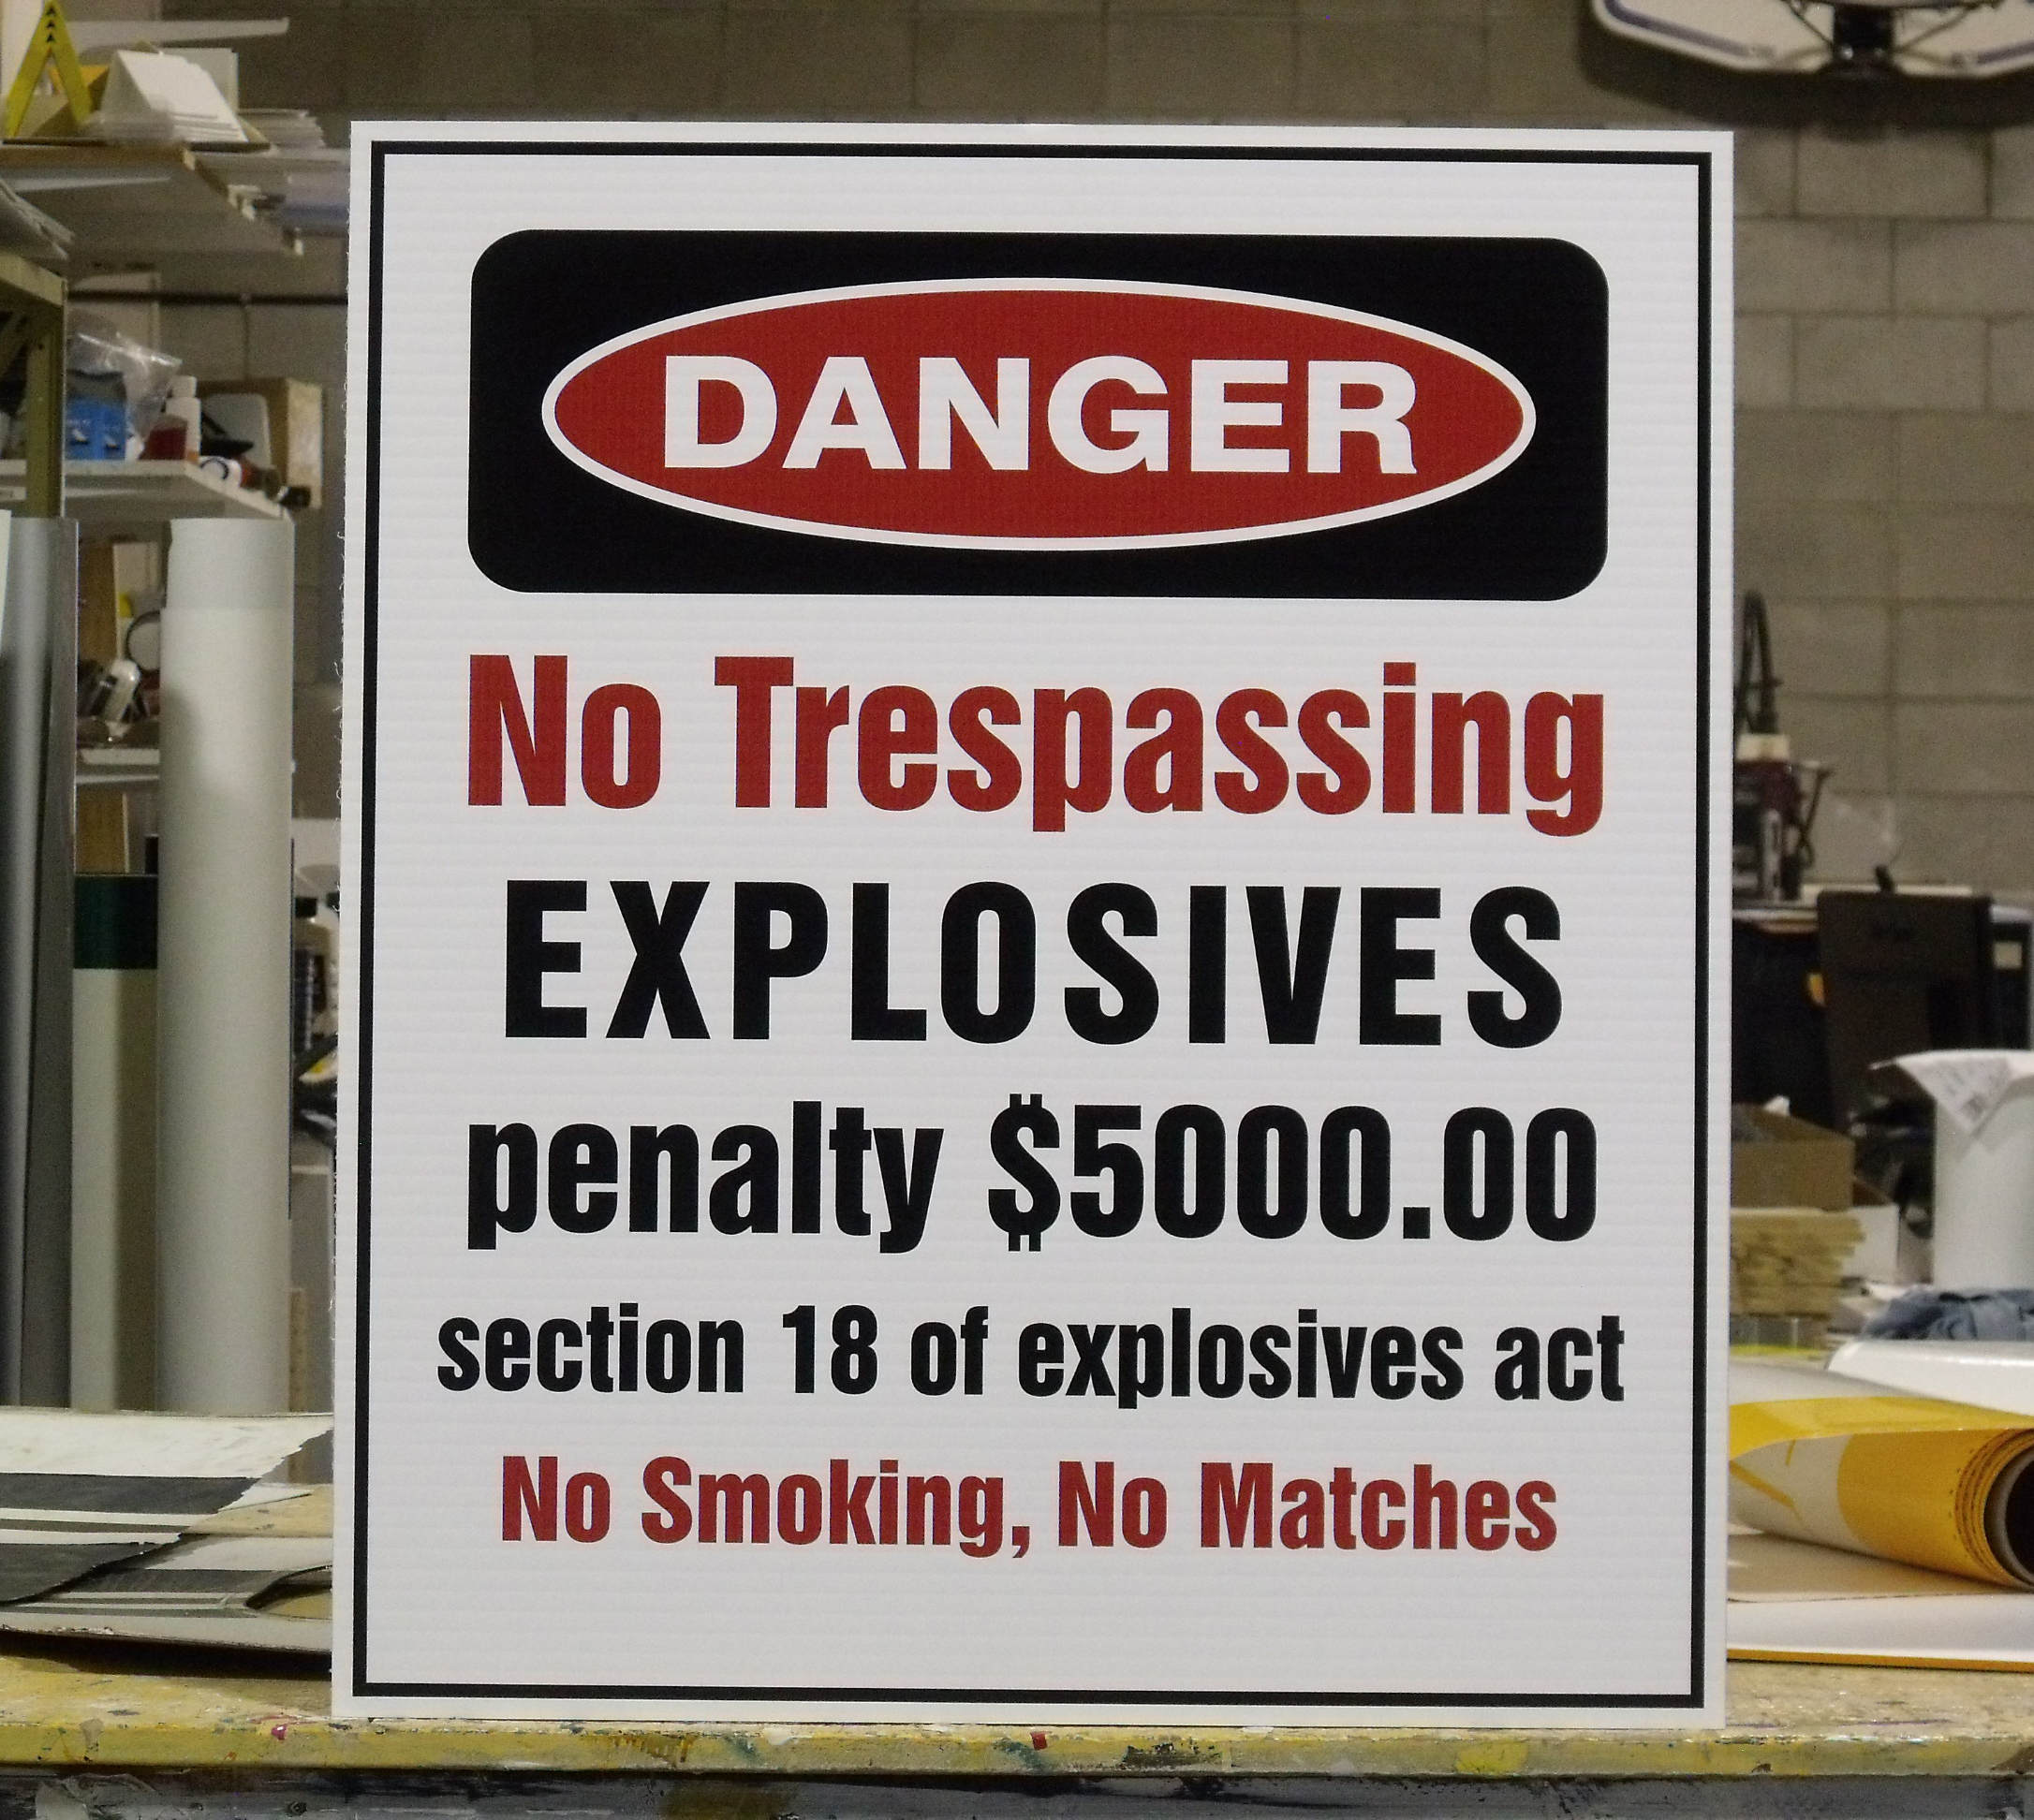 DANGER
No Trespassing
EXPLOSIVES
penalty $5000.00
section 18 of explosives act
No Smoking, No Matches